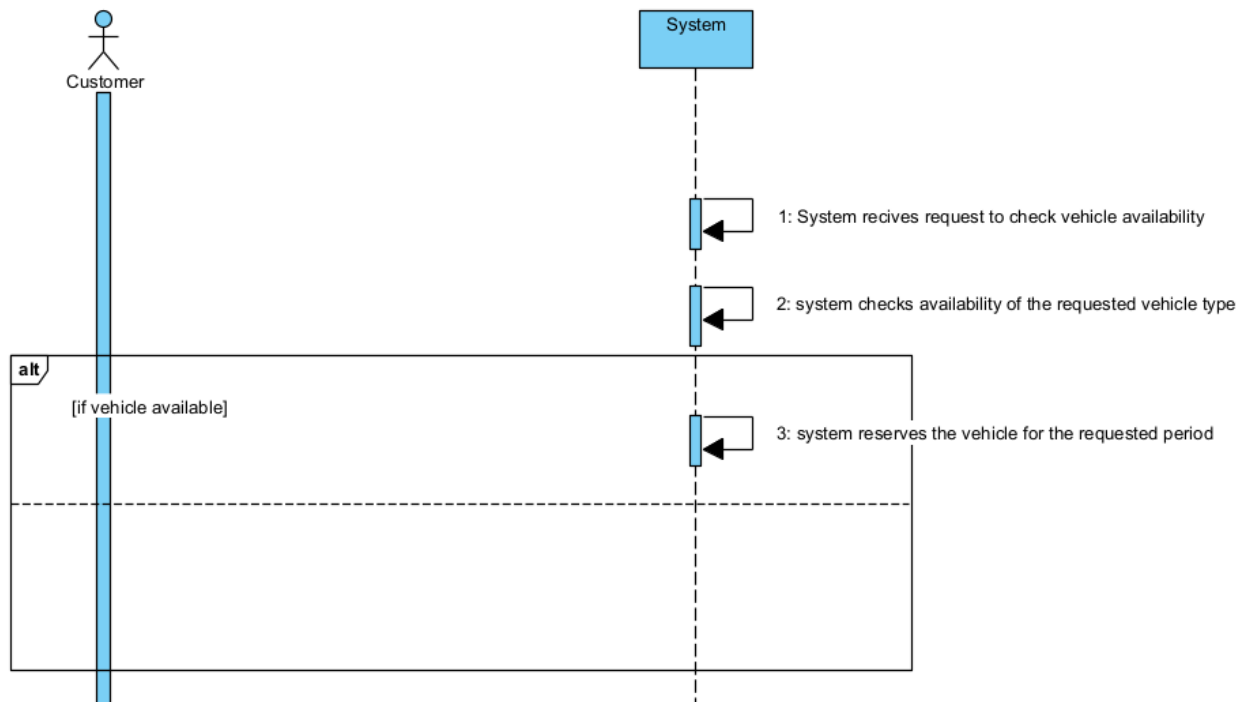 System
Customer
1: System recives request to check vehicle availability
2: system checks availability of the requested vehicle type
alt
[if vehicle available]
3: system reserves the vehicle for the requested period